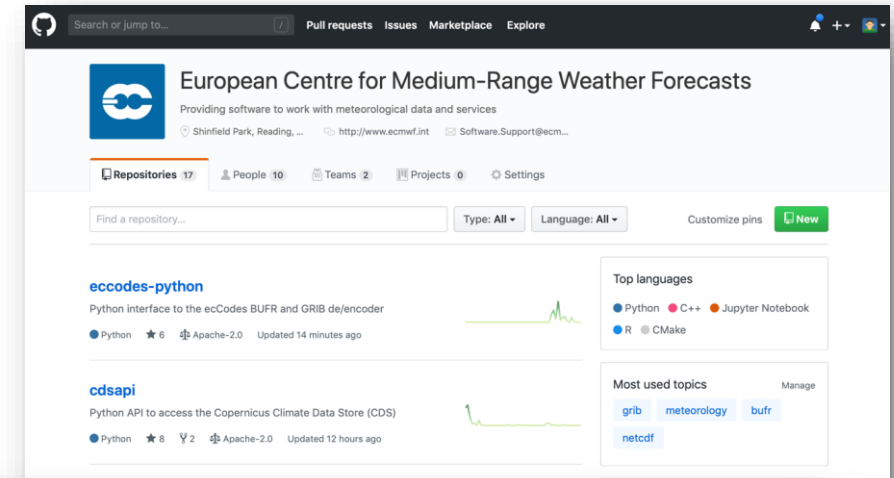 Search or jump to... / Pull requests Issues Marketplace Explore
European Centre for Medium-Range Weather Forecasts
Providing software to work with meteorological data and services
Shinfield Park, Reading, ... http://www.ecmwf.int Software.Support@ecm...
Repositories 17 People 10 Teams 2 Projects 0 Settings
Find a repository... Type: All Language: All Customize pins New
eccodes-python
Python interface to the ecCodes BUFR and GRIB de/encoder
Python 6 Apache-2.0 Updated 14 minutes ago
cdsapi
Python API to access the Copernicus Climate Data Store (CDS)
Python 8 2 Apache-2.0 Updated 12 hours ago
Top languages
Python C++ Jupyter Notebook
R CMake
Most used topics Manage
grib meteorology bufr
netcdf